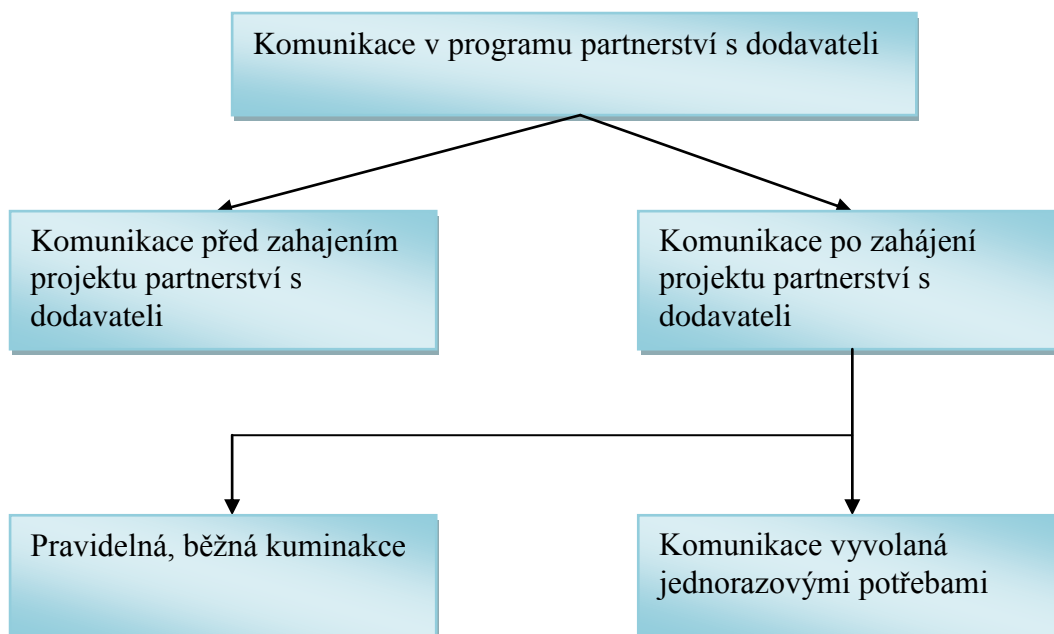 Komunikace v programu partnerství s dodavateli
Komunikace před zahajením
projektu partnerství s
dodavateli
Komunikace po zahájení
projektu partnerství s
dodavateli
Pravidelná, běžná kuminakce
Komunikace vyvolaná
jednorazovými potřebami